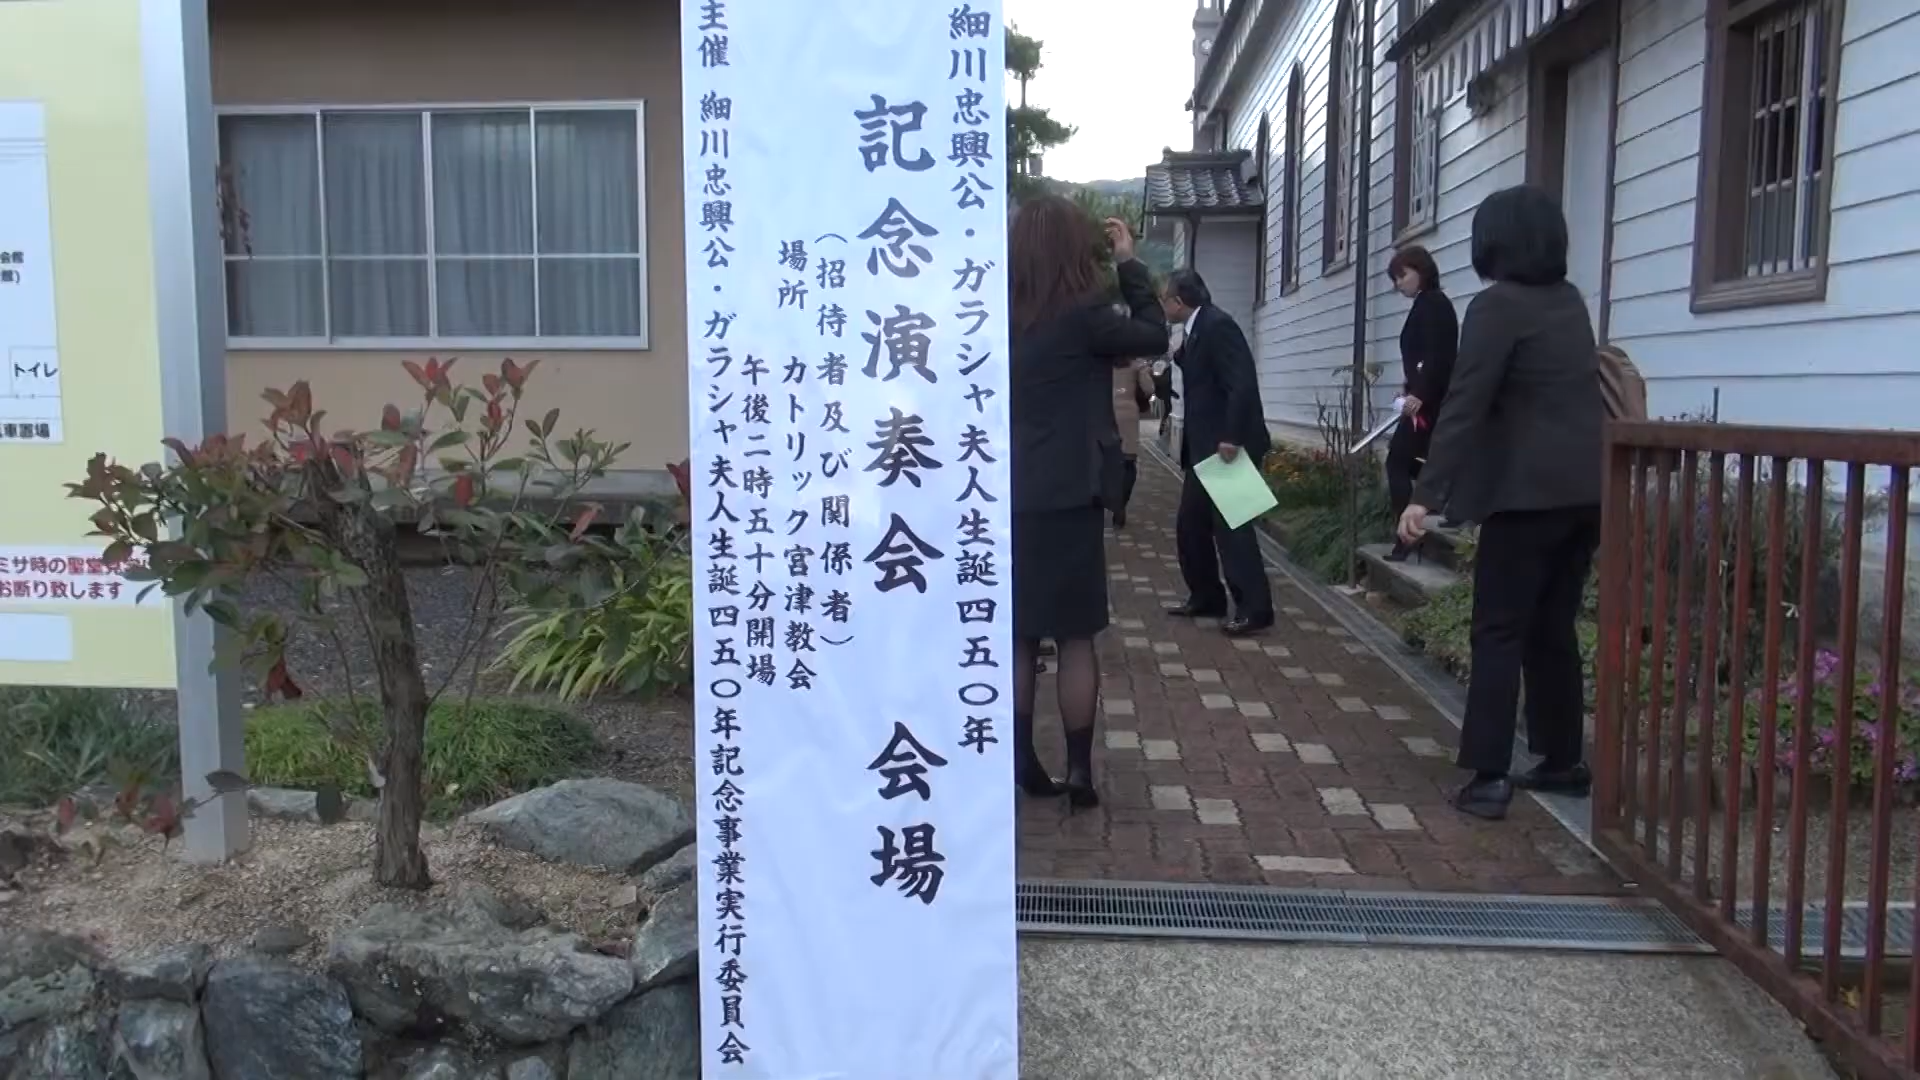 細川忠興公・ガラシャ夫人生誕四五〇年
記念演奏会 会場
(招待者及び関係者)
場所 カトリック宮津教会
午後二時五十分開場
主催 細川忠興公・ガラシャ夫人生誕四五〇年記念事業実行委員会
トイレ
車置場
ミサ時の聖堂見学は
お断り致します